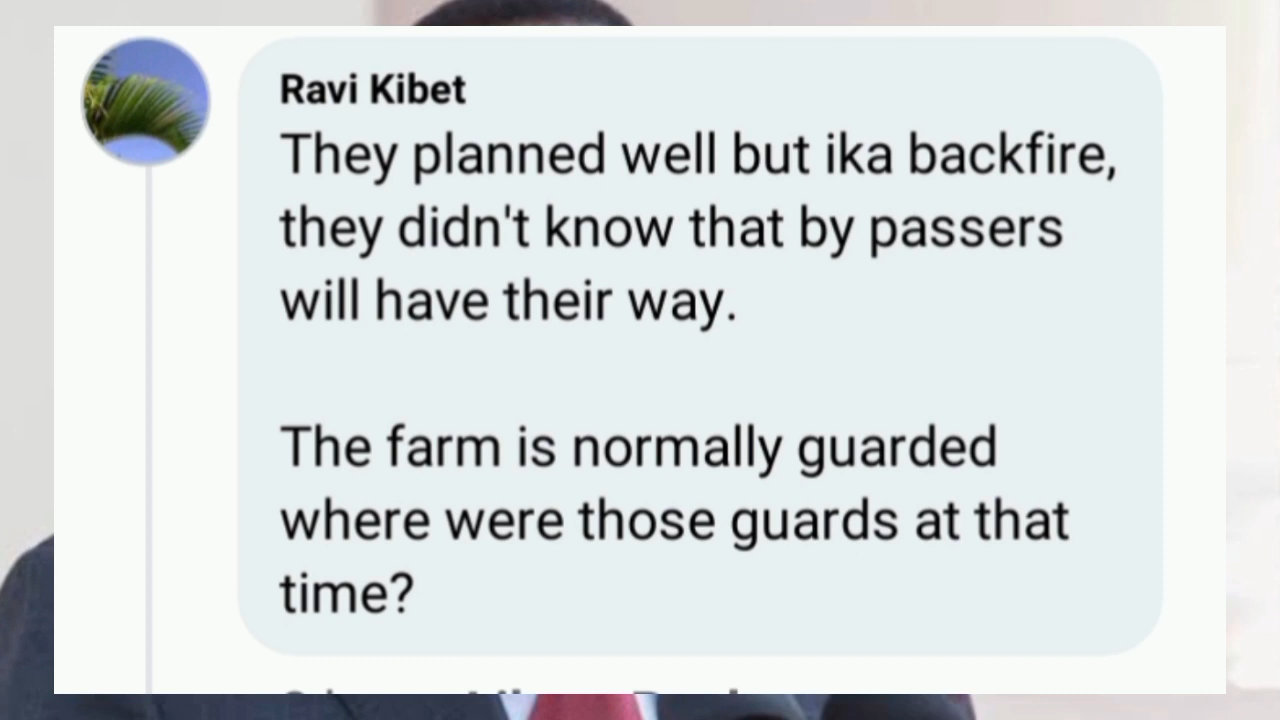 Ravi Kibet
They planned well but ika backfire,
they didn't know that by passers
will have their way.
The farm is normally guarded
where were those guards at that
time?